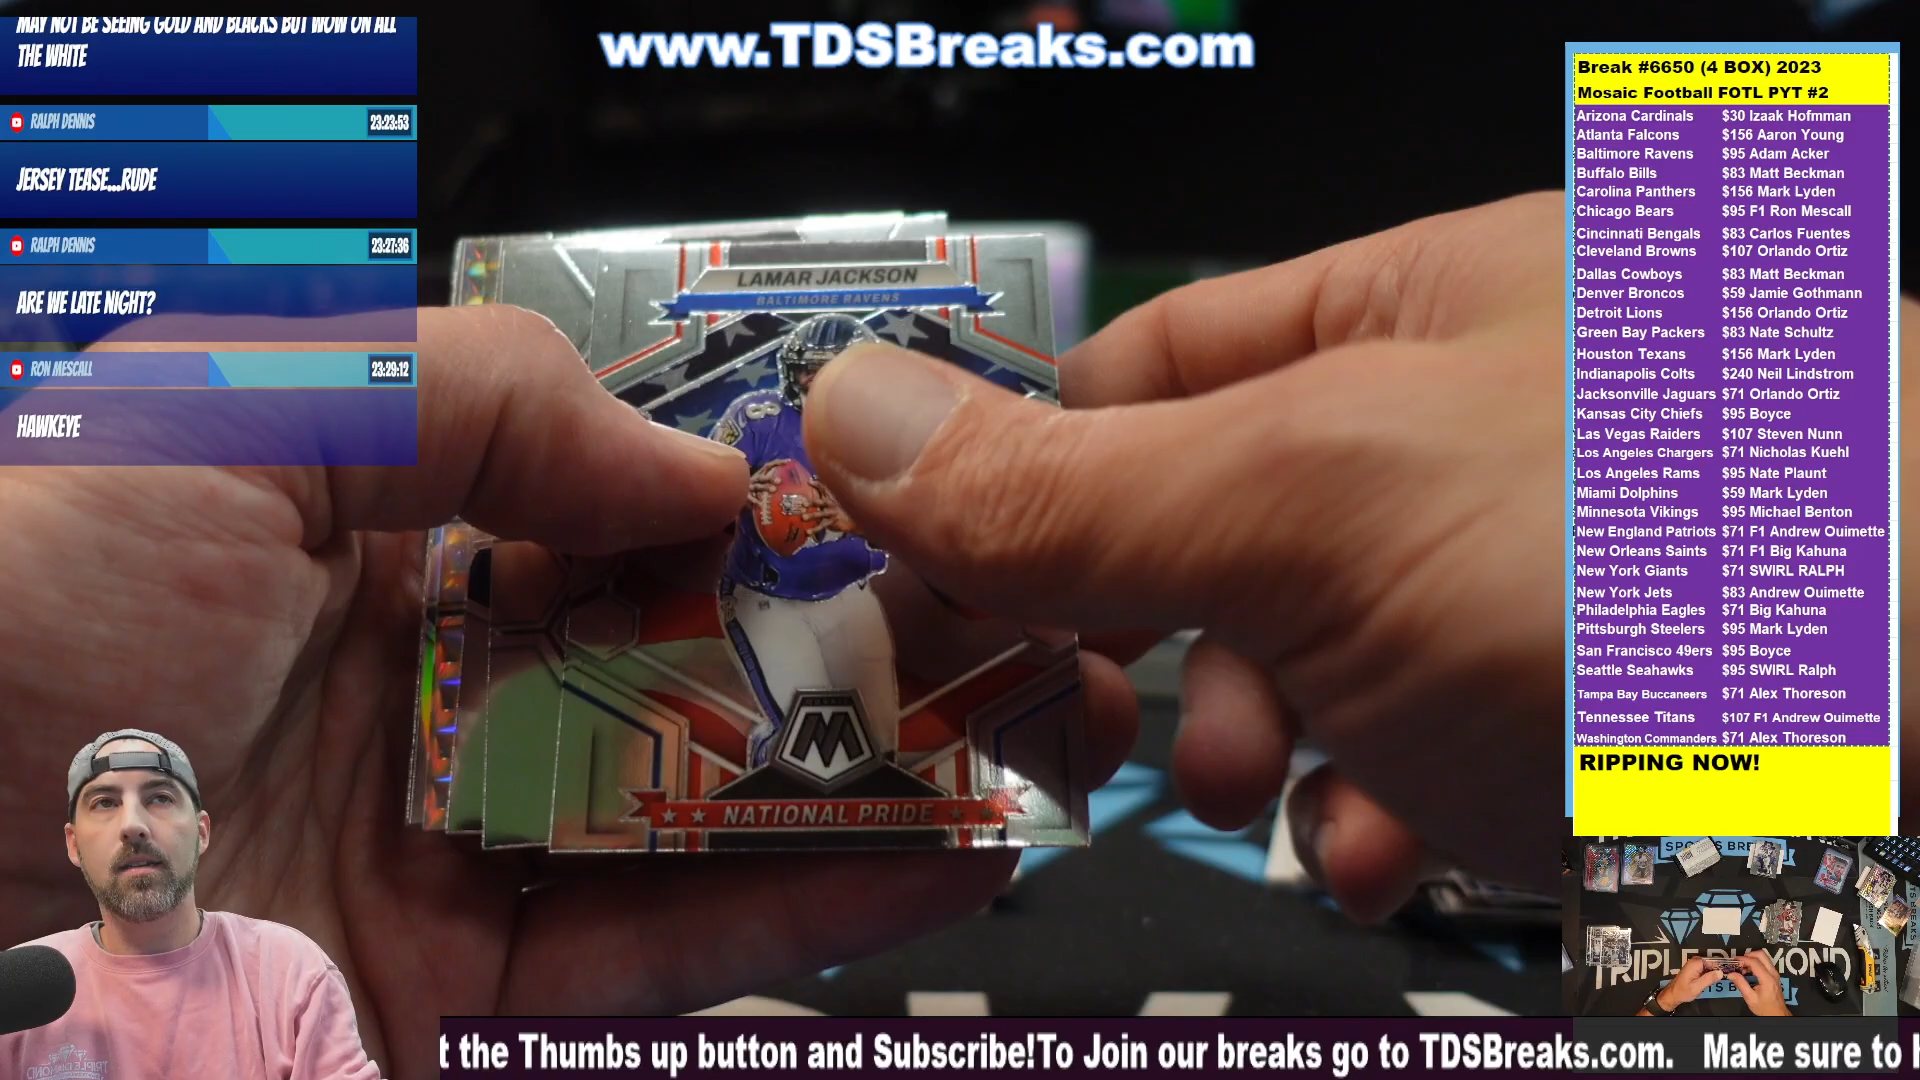 MAY NOT BE SEEING GOLD AND BLACKS BUT WOW ON ALL
THE WHITE
RALPH DENNIS 23:23:53
JERSEY TEASE...RUDE
RALPH DENNIS 23:27:36
ARE WE LATE NIGHT?
RON MESCALL 23:29:12
HAWKEYE
www.TDSBreaks.com
LAMAR JACKSON
BALTIMORE RAVENS
8
MOSAIC
M
NATIONAL PRIDE
Break #6650 (4 BOX) 2023
Mosaic Football FOTL PYT #2
Arizona Cardinals $30 Izaak Hofmman
Atlanta Falcons $156 Aaron Young
Baltimore Ravens $95 Adam Acker
Buffalo Bills $83 Matt Beckman
Carolina Panthers $156 Mark Lyden
Chicago Bears $95 F1 Ron Mescall
Cincinnati Bengals $83 Carlos Fuentes
Cleveland Browns $107 Orlando Ortiz
Dallas Cowboys $83 Matt Beckman
Denver Broncos $59 Jamie Gothmann
Detroit Lions $156 Orlando Ortiz
Green Bay Packers $83 Nate Schultz
Houston Texans $156 Mark Lyden
Indianapolis Colts $240 Neil Lindstrom
Jacksonville Jaguars $71 Orlando Ortiz
Kansas City Chiefs $95 Boyce
Las Vegas Raiders $107 Steven Nunn
Los Angeles Chargers $71 Nicholas Kuehl
Los Angeles Rams $95 Nate Plaunt
Miami Dolphins $59 Mark Lyden
Minnesota Vikings $95 Michael Benton
New England Patriots $71 F1 Andrew Ouimette
New Orleans Saints $71 F1 Big Kahuna
New York Giants $71 SWIRL RALPH
New York Jets $83 Andrew Ouimette
Philadelphia Eagles $71 Big Kahuna
Pittsburgh Steelers $95 Mark Lyden
San Francisco 49ers $95 Boyce
Seattle Seahawks $95 SWIRL Ralph
Tampa Bay Buccaneers $71 Alex Thoreson
Tennessee Titans $107 F1 Andrew Ouimette
Washington Commanders $71 Alex Thoreson
RIPPING NOW!
SPORTS BRE
TRIPLE DIAMOND
t the Thumbs up button and Subscribe!To Join our breaks go to TDSBreaks.com. Make sure to